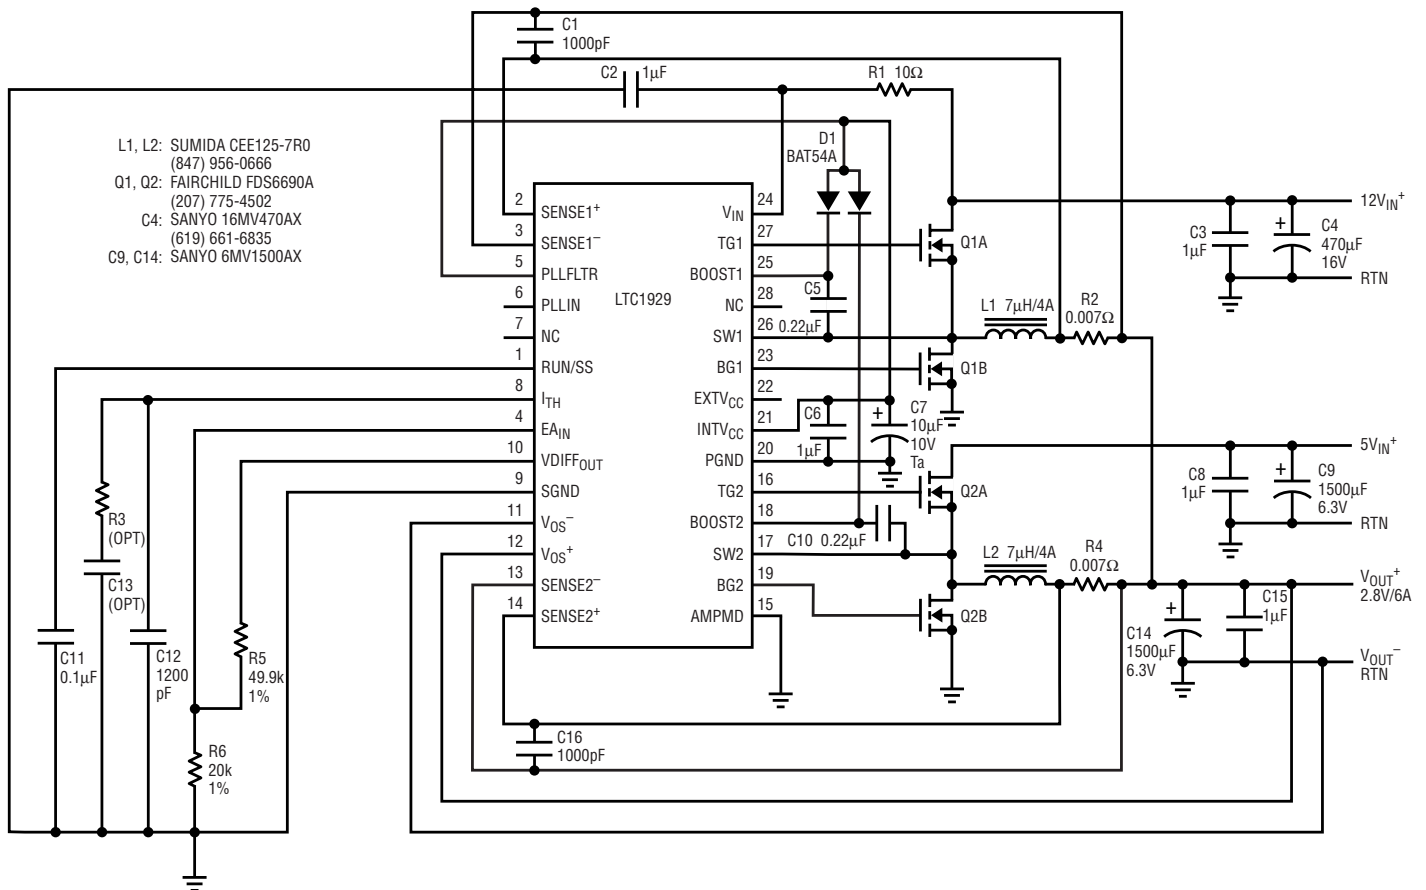 C1
1000pF
C2
1µF
R1 10Ω
L1, L2: SUMIDA CEE125-7R0
(847) 956-0666
Q1, Q2: FAIRCHILD FDS6690A
(207) 775-4502
C4: SANYO 16MV470AX
(619) 661-6835
C9, C14: SANYO 6MV1500AX
D1
BAT54A
LTC1929
2 SENSE1+
3 SENSE1–
5 PLLFLTR
6 PLLIN
7 NC
1 RUN/SS
8 ITH
4 EAIN
10 VDIFFOUT
9 SGND
11 VOS–
12 VOS+
13 SENSE2–
14 SENSE2+
VIN 24
TG1 27
BOOST1 25
NC 28
SW1 26
BG1 23
EXTVCC 22
INTVCC 21
PGND 20
TG2 16
BOOST2 18
SW2 17
BG2 19
AMPMD 15
C5
0.22µF
Q1A
Q1B
L1 7µH/4A
R2
0.007Ω
C3
1µF
+
C4
470µF
16V
12VIN+
RTN
C6
1µF
+
C7
10µF
10V
Ta
Q2A
Q2B
C10 0.22µF
L2 7µH/4A
R4
0.007Ω
C8
1µF
+
C9
1500µF
6.3V
5VIN+
RTN
+
C14
1500µF
6.3V
C15
1µF
VOUT+
2.8V/6A
VOUT–
RTN
R3
(OPT)
C13
(OPT)
C11
0.1µF
C12
1200
pF
R5
49.9k
1%
R6
20k
1%
C16
1000pF